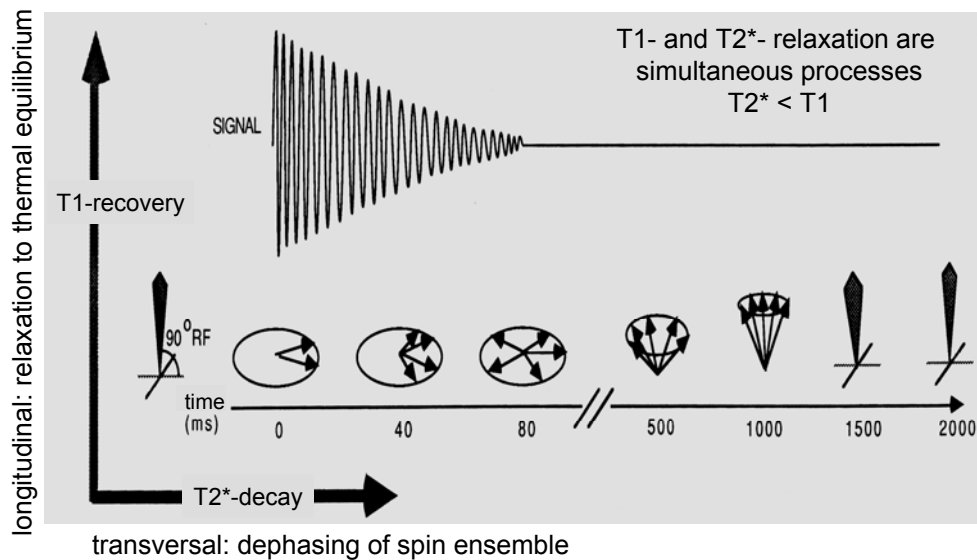 longitudinal: relaxation to thermal equilibrium
T1- and T2*- relaxation are
simultaneous processes
T2* < T1
SIGNAL
T1-recovery
90°RF
time
(ms)
0 40 80 500 1000 1500 2000
T2*-decay
transversal: dephasing of spin ensemble